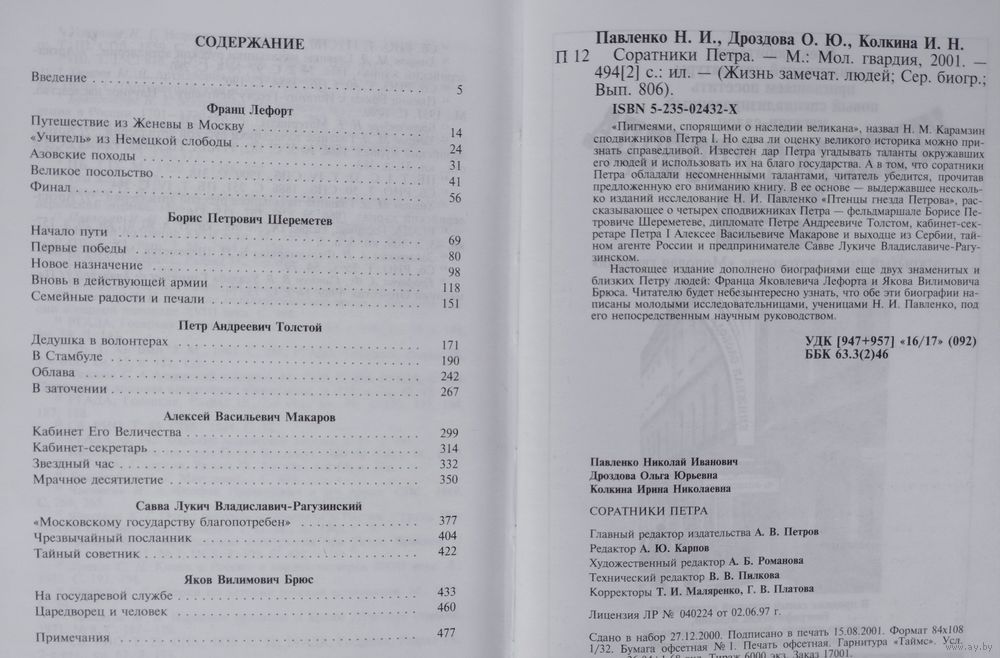 СОДЕРЖАНИЕ
Введение . . . . . . . . . . . . . . . . . . . . . . 5
Франц Лефорт
Путешествие из Женевы в Москву . . . . . . . . . . 14
«Учитель» из Немецкой слободы . . . . . . . . . . 24
Азовские походы . . . . . . . . . . 31
Великое посольство . . . . . . . . . . 41
Финал . . . . . . . . . . 56
Борис Петрович Шереметев
Начало пути . . . . . . . . . . 69
Первые победы . . . . . . . . . . 80
Новое назначение . . . . . . . . . . 98
Вновь в действующей армии . . . . . . . . . . 118
Семейные радости и печали . . . . . . . . . . 151
Петр Андреевич Толстой
Дедушка в волонтерах . . . . . . . . . . 171
В Стамбуле . . . . . . . . . . 190
Облава . . . . . . . . . . 242
В заточении . . . . . . . . . . 267
Алексей Васильевич Макаров
Кабинет Его Величества . . . . . . . . . . 299
Кабинет-секретарь . . . . . . . . . . 314
Звездный час . . . . . . . . . . 332
Мрачное десятилетие . . . . . . . . . . 350
Савва Лукич Владиславич-Рагузинский
«Московскому государству благопотребен» . . . . . . . . . . 377
Чрезвычайный посланник . . . . . . . . . . 404
Тайный советник . . . . . . . . . . 422
Яков Вилимович Брюс
На государевой службе . . . . . . . . . . 433
Царедворец и человек . . . . . . . . . . 460
Примечания . . . . . . . . . . 477
Павленко Н. И., Дроздова О. Ю., Колкина И. Н.
П 12 Соратники Петра. — М.: Мол. гвардия, 2001. —
494[2] с.: ил. — (Жизнь замечат. людей; Сер. биогр.;
Вып. 806).
ISBN 5-235-02432-X
«Пигмеями, спорящими о наследии великана», назвал Н. М. Карамзин
сподвижников Петра I. Но едва ли оценку великого историка можно при-
знать справедливой. Известен дар Петра угадывать таланты окружавших
его людей и использовать их на благо государства. А в том, что соратники
Петра обладали несомненными талантами, читатель убедится, прочитав
предложенную его вниманию книгу. В ее основе — выдержавшее несколь-
ко изданий исследование Н. И. Павленко «Птенцы гнезда Петрова», рас-
сказывающее о четырех сподвижниках Петра — фельдмаршале Борисе Пе-
тровиче Шереметеве, дипломате Петре Андреевиче Толстом, кабинет-сек-
ретаре Петра I Алексее Васильевиче Макарове и выходце из Сербии, тай-
ном агенте России и предпринимателе Савве Лукиче Владиславиче-Рагу-
зинском.
Настоящее издание дополнено биографиями еще двух знаменитых и
близких Петру людей: Франца Яковлевича Лефорта и Якова Вилимовича
Брюса. Читателю будет небезынтересно узнать, что обе эти биографии на-
писаны молодыми исследовательницами, ученицами Н. И. Павленко, под
его непосредственным научным руководством.
УДК [947+957] «16/17» (092)
ББК 63.3(2)46
Павленко Николай Иванович
Дроздова Ольга Юрьевна
Колкина Ирина Николаевна
СОРАТНИКИ ПЕТРА
Главный редактор издательства А. В. Петров
Редактор А. Ю. Карпов
Художественный редактор А. Б. Романова
Технический редактор В. В. Пилкова
Корректоры Т. И. Маляренко, Г. В. Платова
Лицензия ЛР № 040224 от 02.06.97 г.
Сдано в набор 27.12.2000. Подписано в печать 15.08.2001. Формат 84х108
1/32. Бумага офсетная № 1. Печать офсетная. Гарнитура «Таймс». Усл.
Тираж 6000 экз. Заказ 17001.
www.ay.by